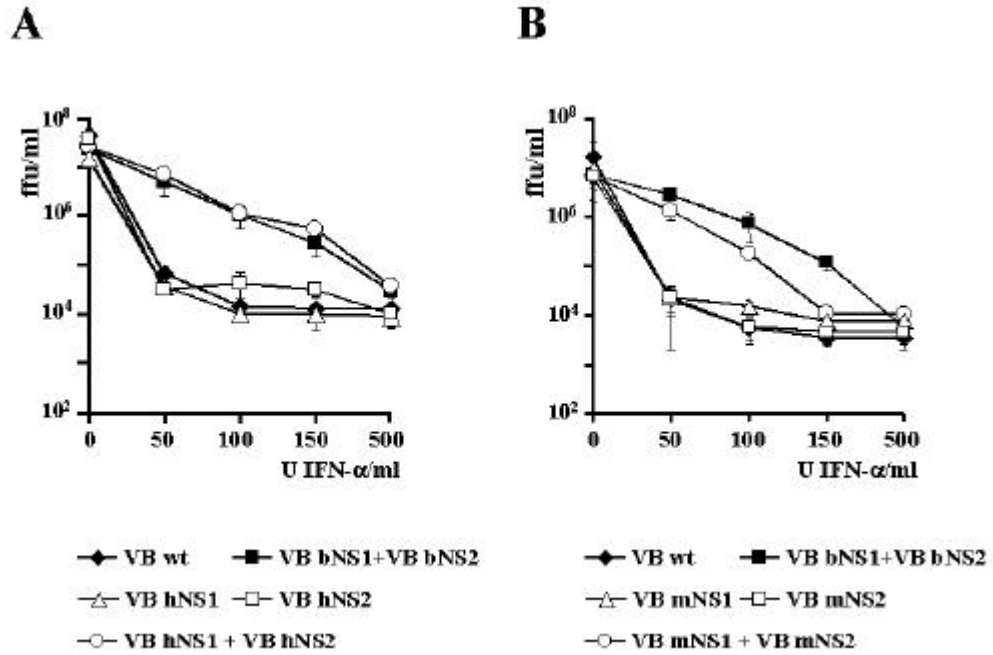 A
B
ffu/ml
10^8
10^6
10^4
10^2
0 50 100 150 500
U IFN-α/ml
ffu/ml
10^8
10^6
10^4
10^2
0 50 100 150 500
U IFN-α/ml
VB wt
VB bNS1+VB bNS2
VB hNS1
VB hNS2
VB hNS1 + VB hNS2
VB wt
VB bNS1+VB bNS2
VB mNS1
VB mNS2
VB mNS1 + VB mNS2